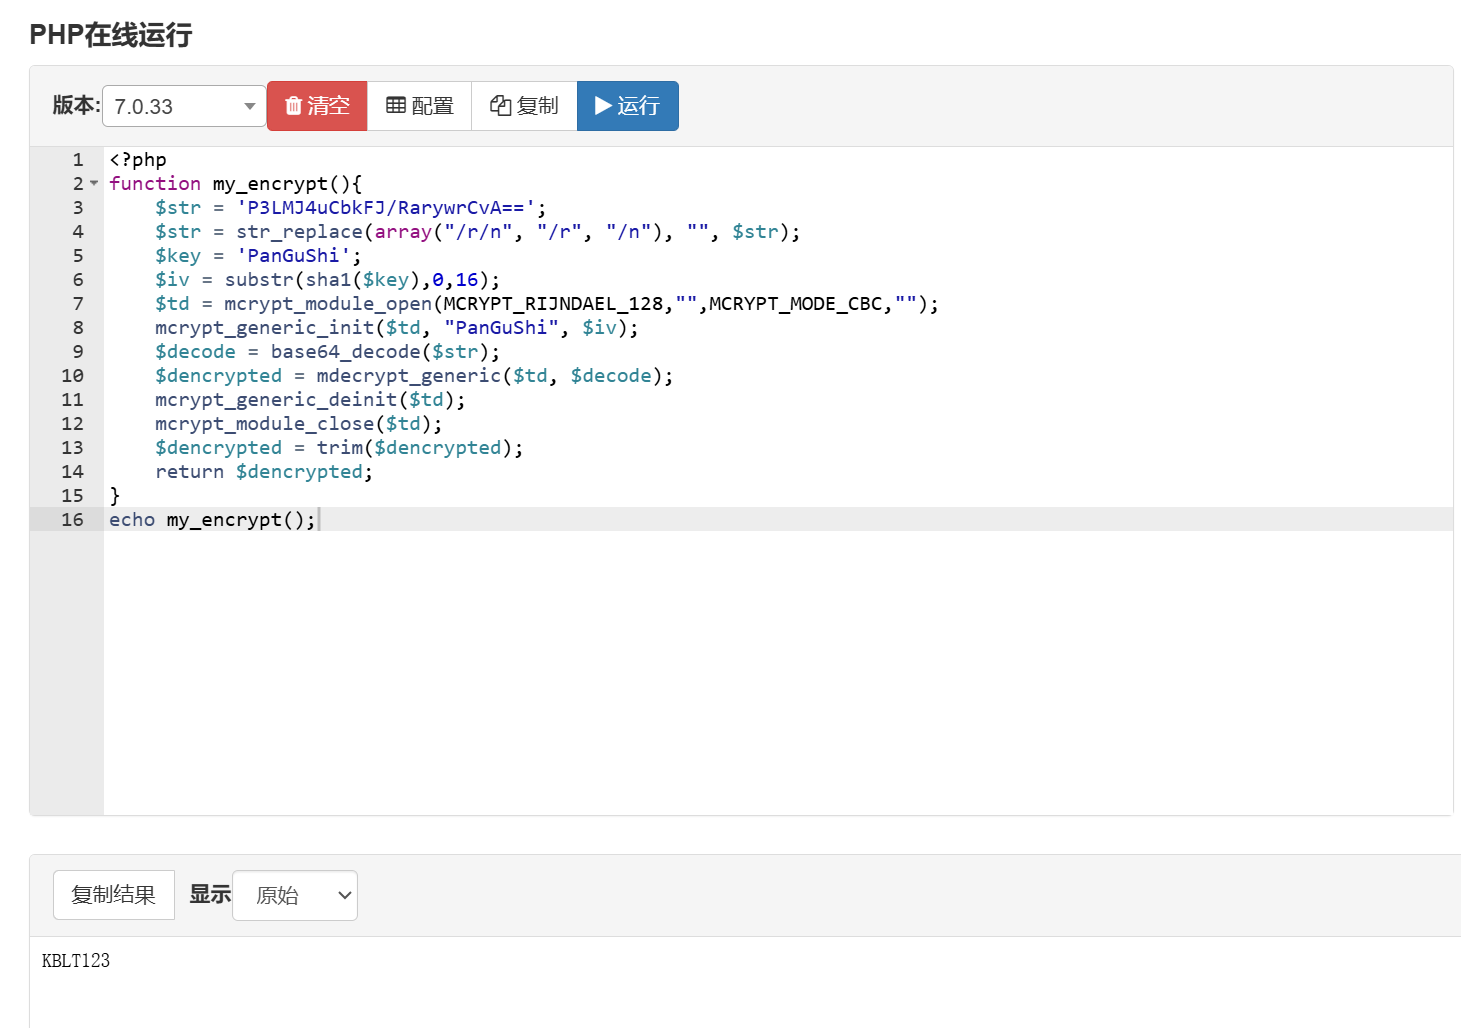 PHP在线运行
版本: 7.0.33 清空 配置 复制 运行
1 <?php
2 function my_encrypt(){
3 $str = 'P3LMJ4uCbkFJ/RarywrCvA==';
4 $str = str_replace(array("/r/n", "/r", "/n"), "", $str);
5 $key = 'PanGuShi';
6 $iv = substr(sha1($key),0,16);
7 $td = mcrypt_module_open(MCRYPT_RIJNDAEL_128,"",MCRYPT_MODE_CBC,"");
8 mcrypt_generic_init($td, "PanGuShi", $iv);
9 $decode = base64_decode($str);
10 $dencrypted = mdecrypt_generic($td, $decode);
11 mcrypt_generic_deinit($td);
12 mcrypt_module_close($td);
13 $dencrypted = trim($dencrypted);
14 return $dencrypted;
15 }
16 echo my_encrypt();
复制结果 显示 原始
KBLT123